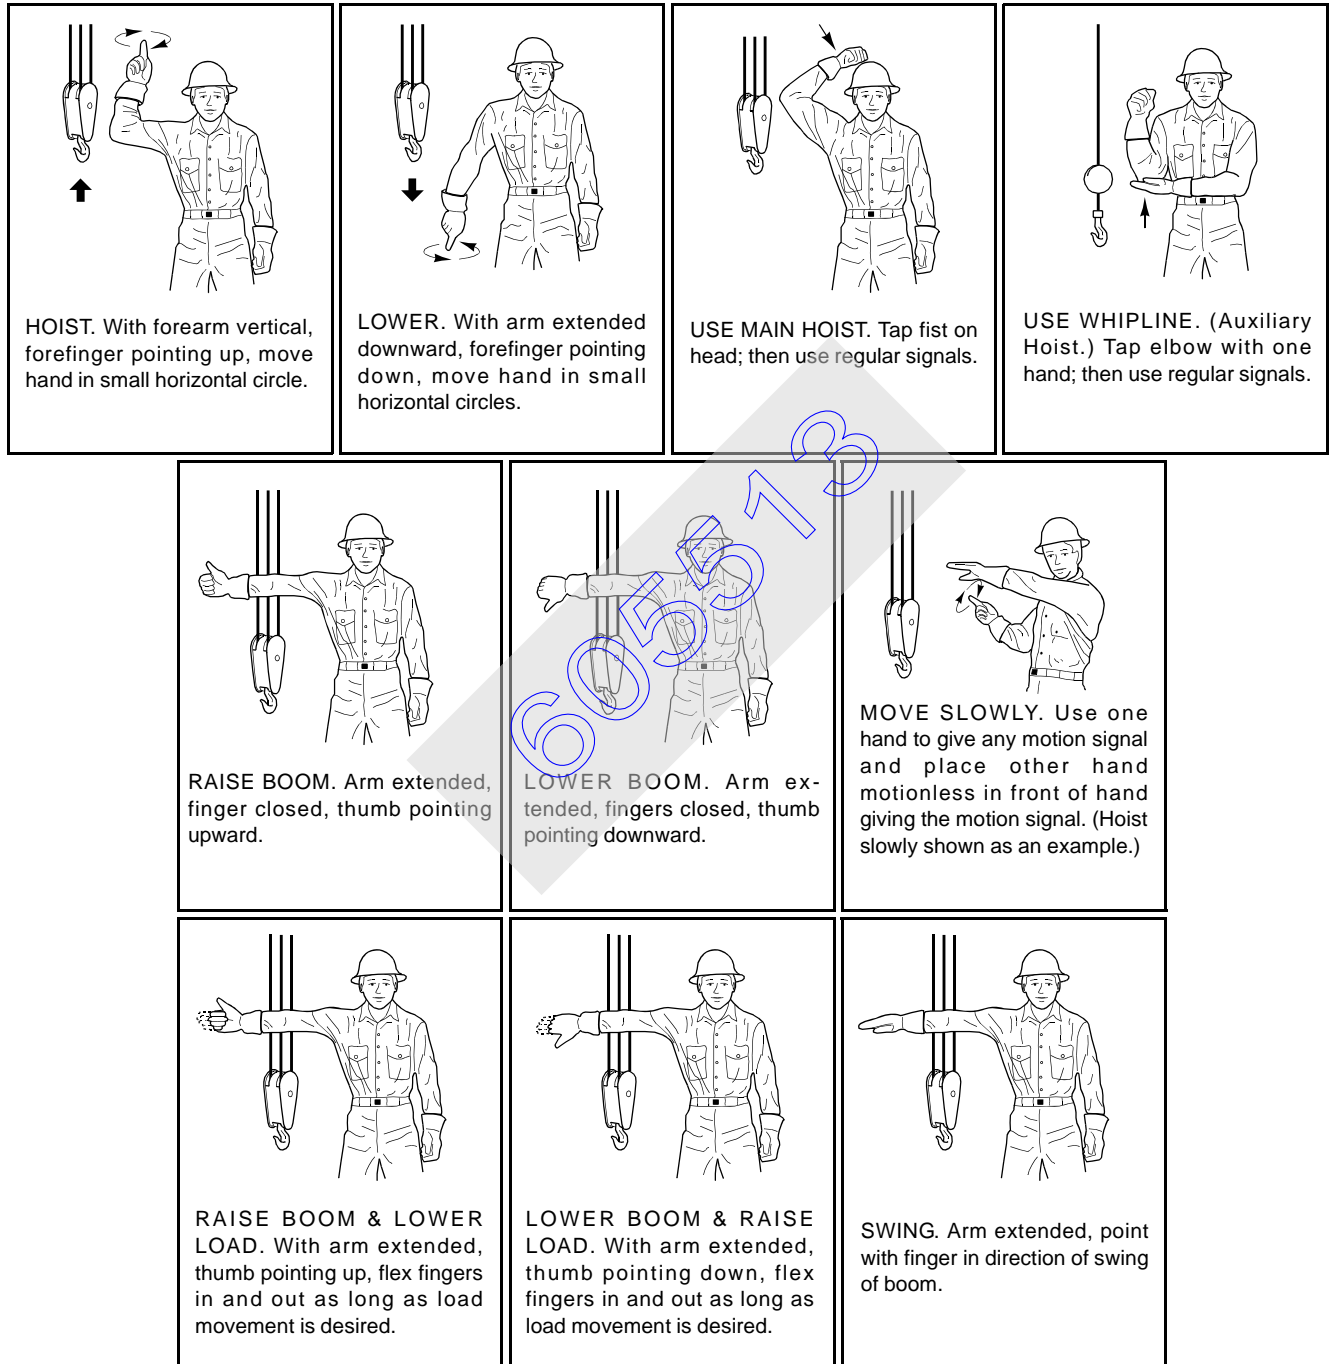 HOIST. With forearm vertical,
forefinger pointing up, move
hand in small horizontal circle.
LOWER. With arm extended
downward, forefinger pointing
down, move hand in small
horizontal circles.
USE MAIN HOIST. Tap fist on
head; then use regular signals.
USE WHIPLINE. (Auxiliary
Hoist.) Tap elbow with one
hand; then use regular signals.
RAISE BOOM. Arm extended,
finger closed, thumb pointing
upward.
LOWER BOOM. Arm ex-
tended, fingers closed, thumb
pointing downward.
MOVE SLOWLY. Use one
hand to give any motion signal
and place other hand
motionless in front of hand
giving the motion signal. (Hoist
slowly shown as an example.)
RAISE BOOM & LOWER
LOAD. With arm extended,
thumb pointing up, flex fingers
in and out as long as load
movement is desired.
LOWER BOOM & RAISE
LOAD. With arm extended,
thumb pointing down, flex
fingers in and out as long as
load movement is desired.
SWING. Arm extended, point
with finger in direction of swing
of boom.
6055513